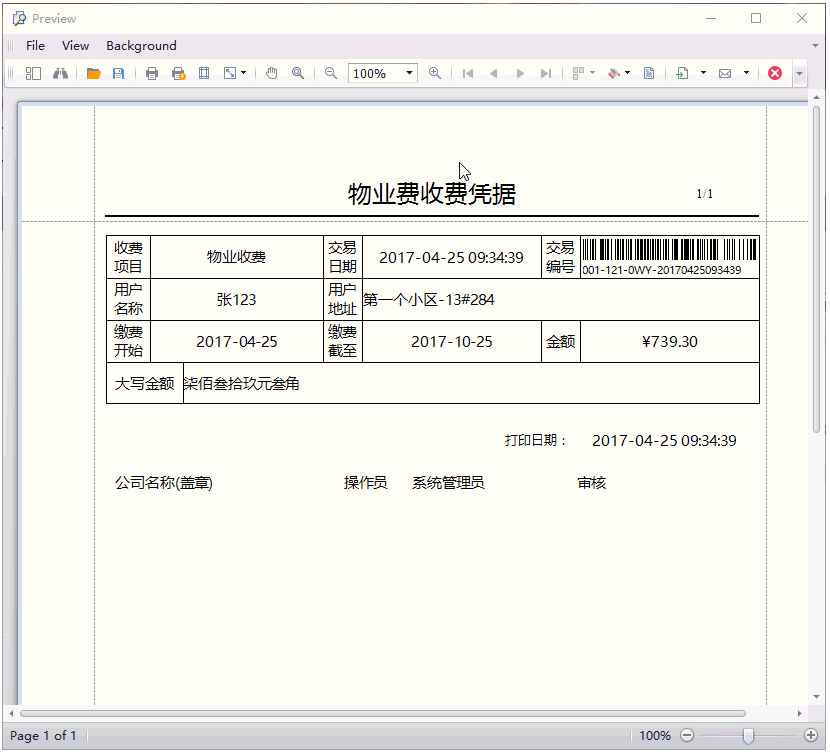 Preview
File View Background
100%
物业费收费凭据 1/1
收费项目 物业收费 交易日期 2017-04-25 09:34:39 交易编号 001-121-0WY-20170425093439
用户名称 张123 用户地址 第一个小区-13#284
缴费开始 2017-04-25 缴费截至 2017-10-25 金额 ¥739.30
大写金额 柒佰叁拾玖元叁角
打印日期： 2017-04-25 09:34:39
公司名称(盖章) 操作员 系统管理员 审核
Page 1 of 1 100%